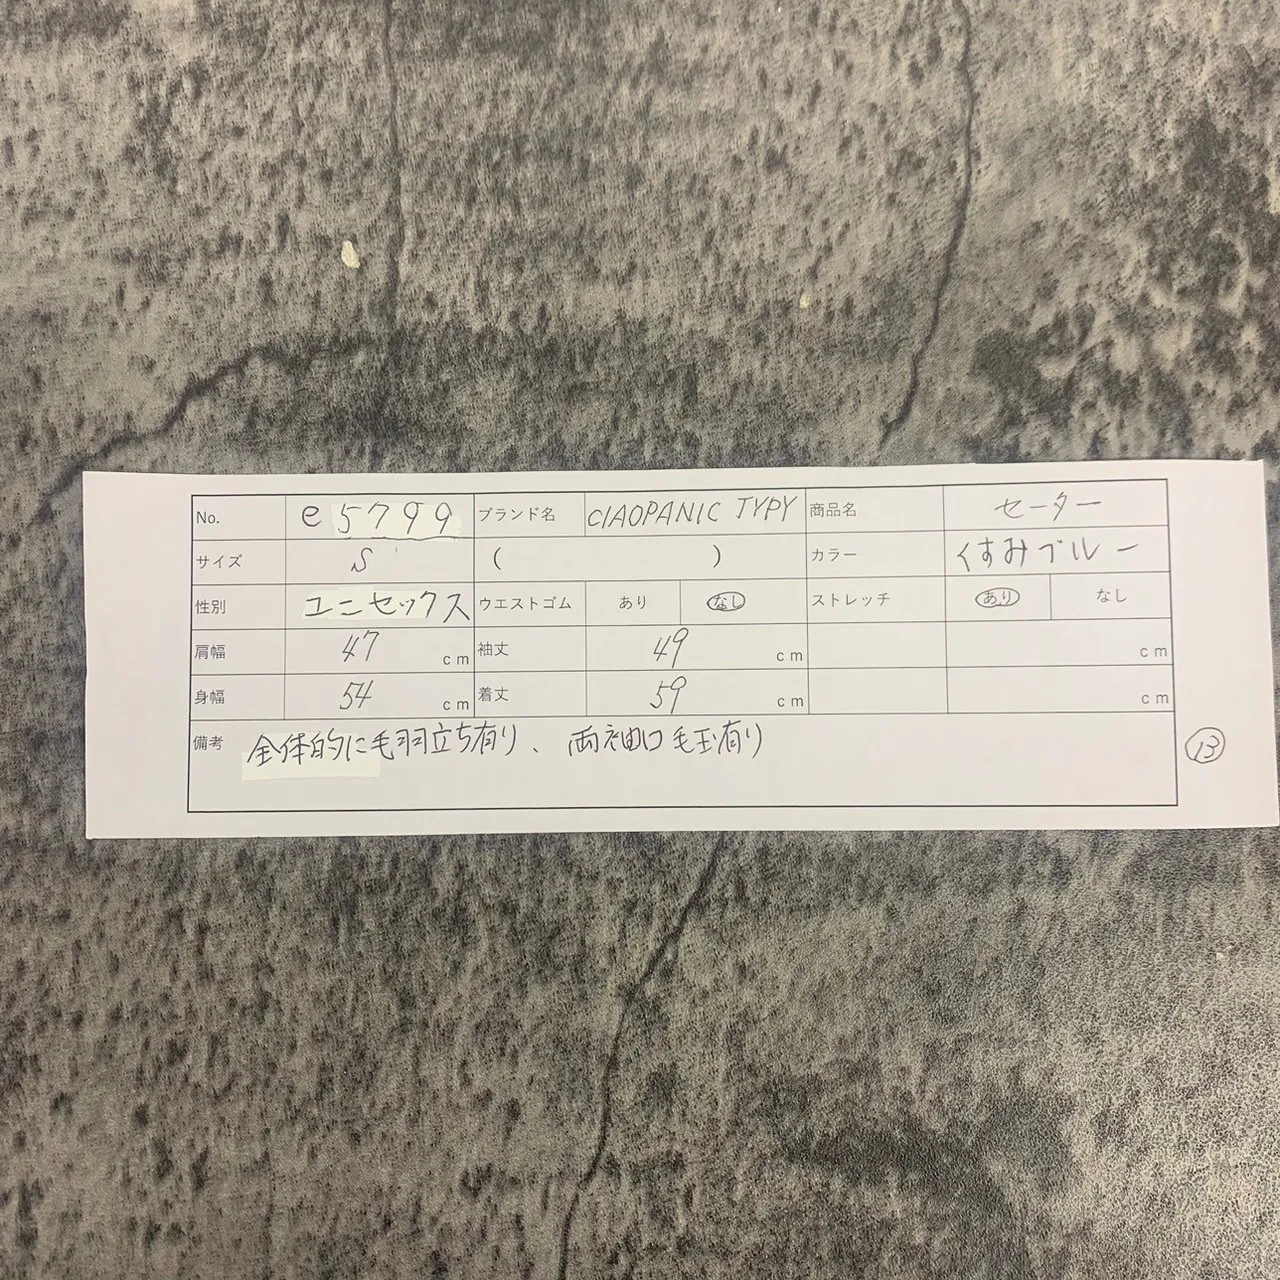 No. e5799 ブランド名 CIAOPANIC TYPY 商品名 セーター
サイズ S ( ) カラー くすみブルー
性別 ユニセックス ウエストゴム あり なし ストレッチ あり なし
肩幅 47 cm 袖丈 49 cm cm
身幅 54 cm 着丈 59 cm cm
備考 全体的に毛羽立ち有り、両袖口毛玉有り
13